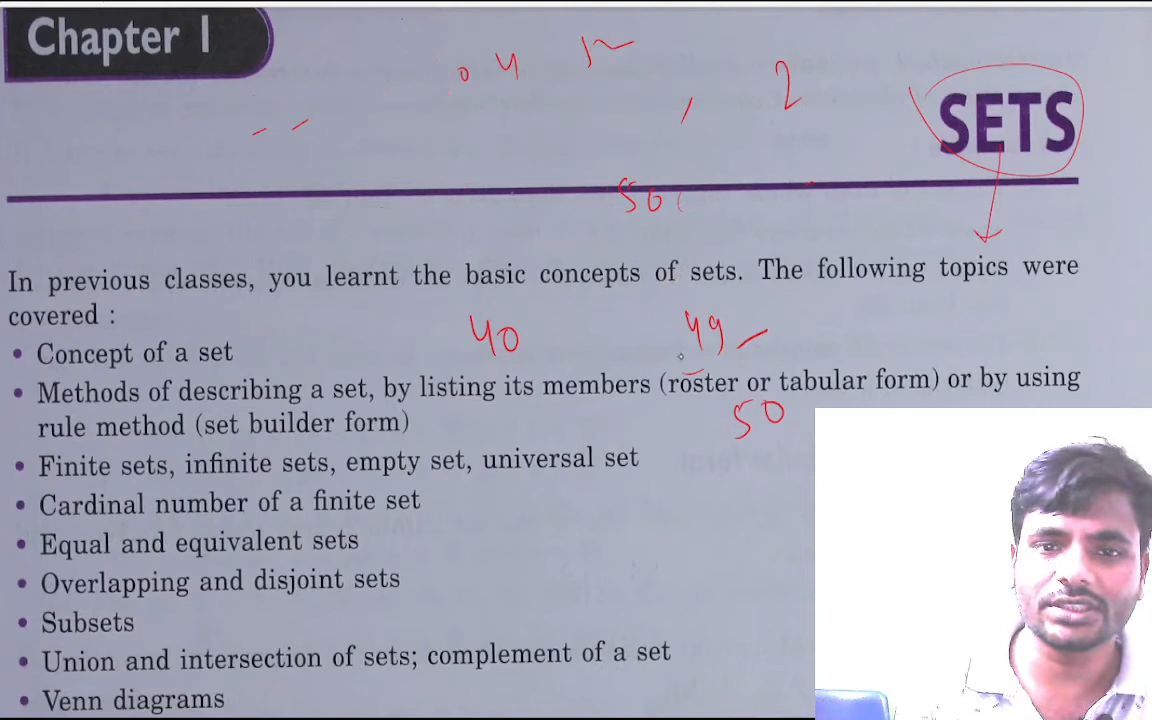 Chapter 1
04
2
SETS
50
In previous classes, you learnt the basic concepts of sets. The following topics were
covered :
40
49
• Concept of a set
• Methods of describing a set, by listing its members (roster or tabular form) or by using
rule method (set builder form)
50
• Finite sets, infinite sets, empty set, universal set
• Cardinal number of a finite set
• Equal and equivalent sets
• Overlapping and disjoint sets
• Subsets
• Union and intersection of sets; complement of a set
• Venn diagrams